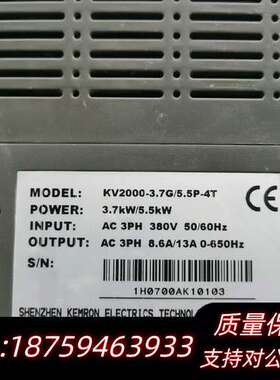 MODEL: KV2000-3.7G/5.5P-4T
POWER: 3.7kW/5.5kW
INPUT: AC 3PH 380V 50/60Hz
OUTPUT: AC 3PH 8.6A/13A 0-650Hz
S/N:
1H0700AK10103
SHENZHEN KEMRON ELECTRICS
质量保
:18759463933
支持对公